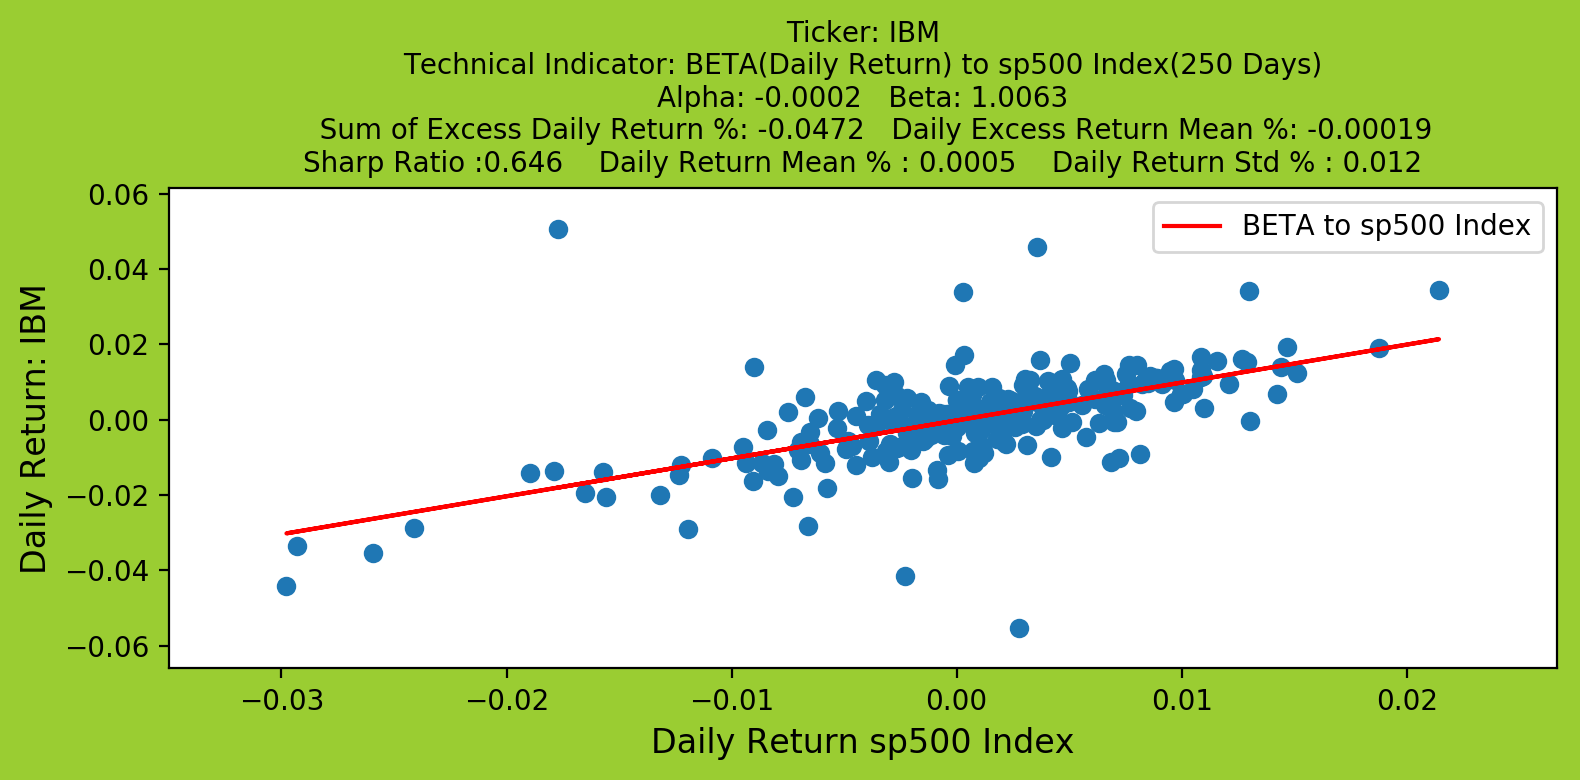 Ticker: IBM
Technical Indicator: BETA(Daily Return) to sp500 Index(250 Days)
Alpha: -0.0002   Beta: 1.0063
Sum of Excess Daily Return %: -0.0472   Daily Excess Return Mean %: -0.00019
Sharp Ratio :0.646    Daily Return Mean % : 0.0005    Daily Return Std % : 0.012
BETA to sp500 Index
Daily Return: IBM
0.06
0.04
0.02
0.00
−0.02
−0.04
−0.06
−0.03 −0.02 −0.01 0.00 0.01 0.02
Daily Return sp500 Index